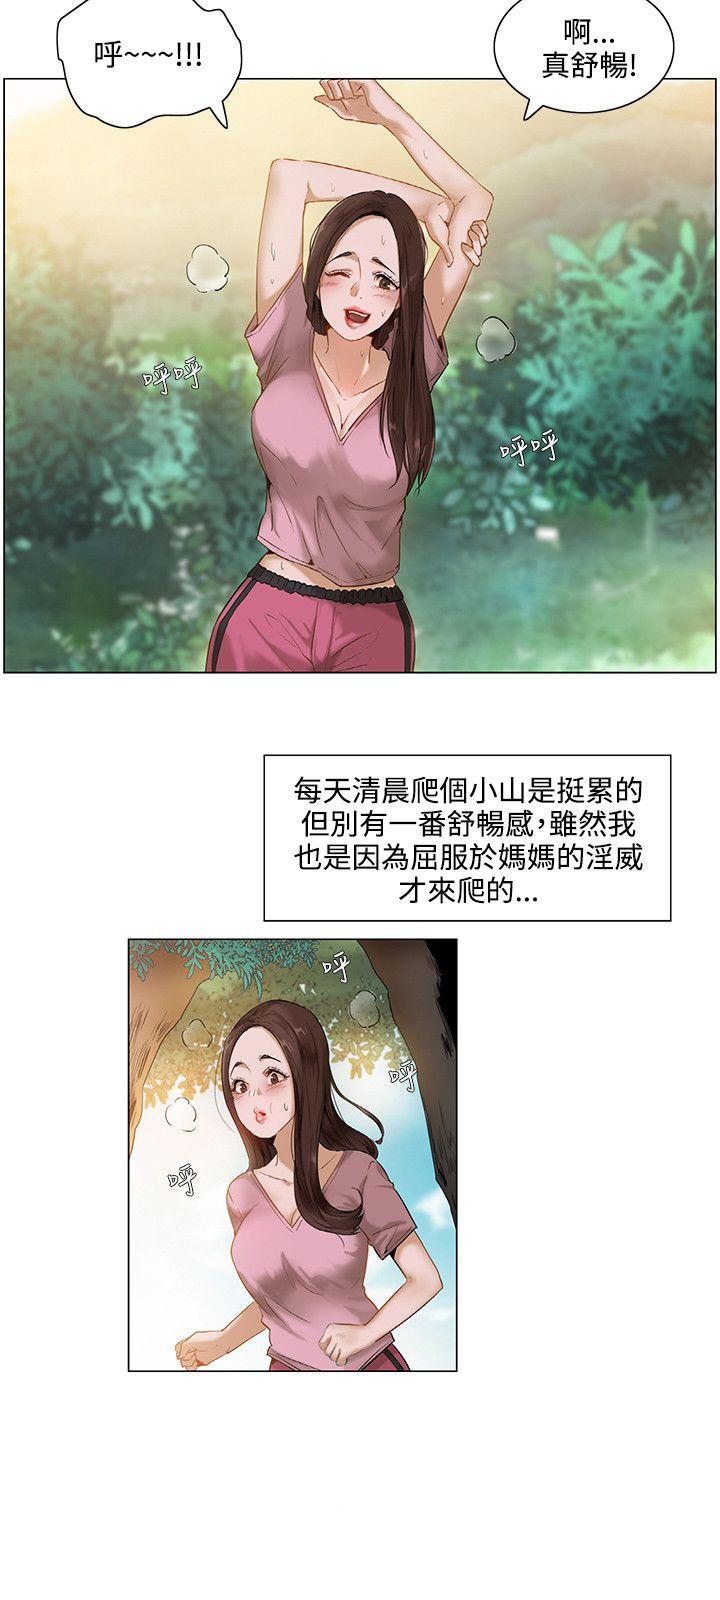 呼~~~!!!
啊...
真舒暢!
呼呼
呼呼
每天清晨爬個小山是挺累的
但別有一番舒暢感,雖然我
也是因為屈服於媽媽的淫威
才來爬的...
呼
呼
呼